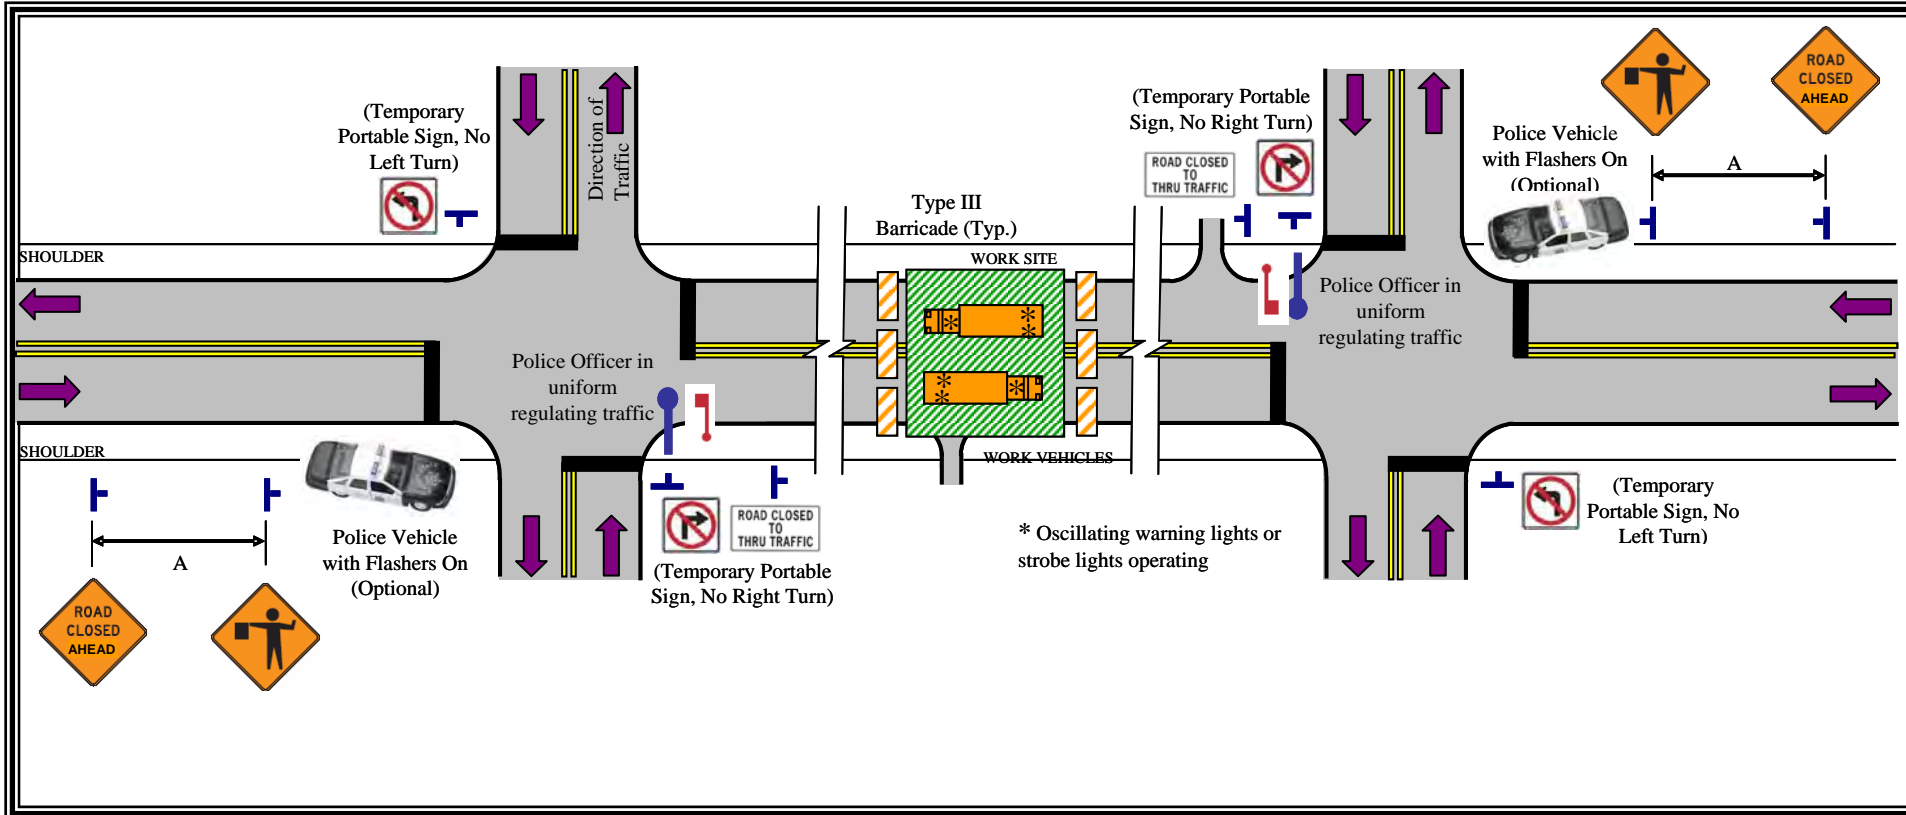 (Temporary
Portable Sign, No
Left Turn)
Direction of
Traffic
(Temporary Portable
Sign, No Right Turn)
ROAD CLOSED
TO
THRU TRAFFIC
Police Vehicle
with Flashers On
(Optional)
ROAD
CLOSED
AHEAD
A
Type III
Barricade (Typ.)
SHOULDER
WORK SITE
Police Officer in
uniform
regulating traffic
Police Officer in
uniform
regulating traffic
*
*
*
*
*
*
SHOULDER
WORK VEHICLES
A
Police Vehicle
with Flashers On
(Optional)
ROAD
CLOSED
AHEAD
ROAD CLOSED
TO
THRU TRAFFIC
(Temporary Portable
Sign, No Right Turn)
* Oscillating warning lights or
strobe lights operating
(Temporary
Portable Sign, No
Left Turn)